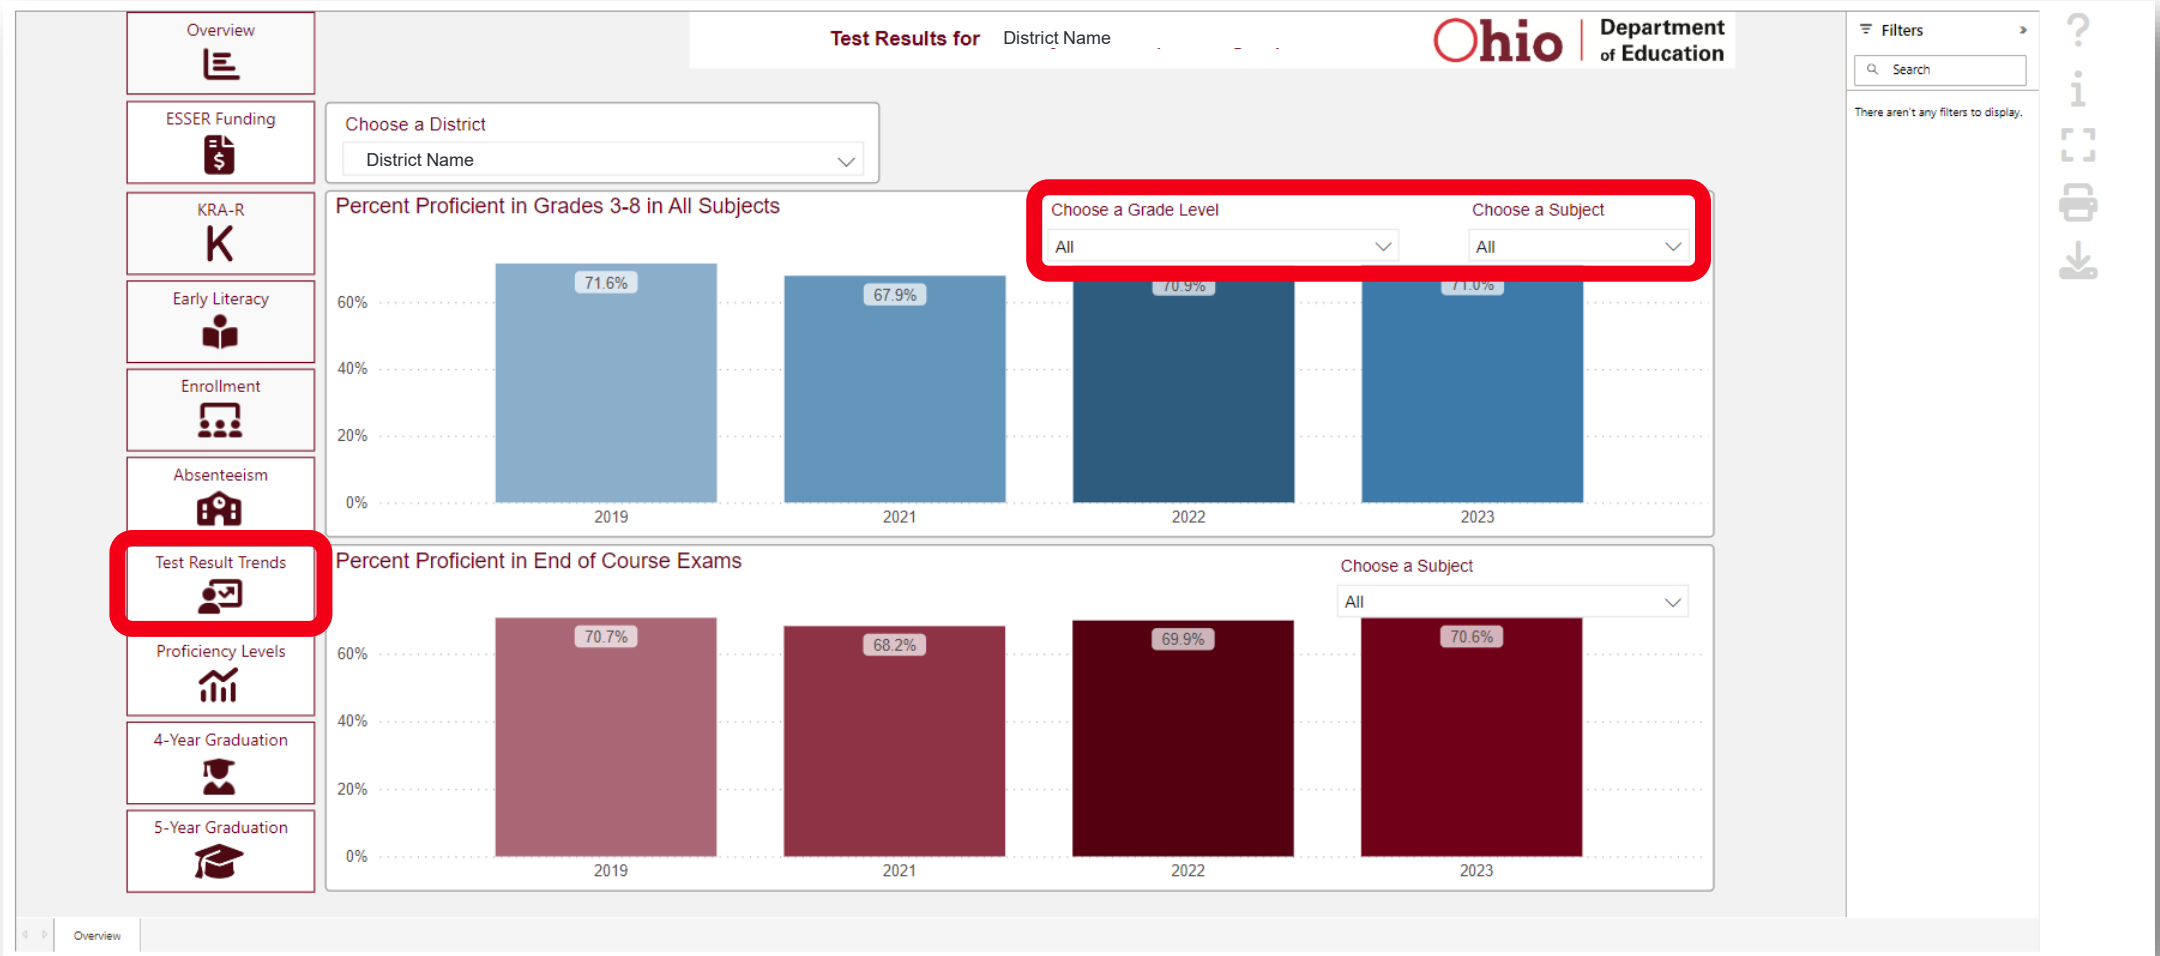 Overview
ESSER Funding
$
KRA-R
K
Early Literacy
Enrollment
Absenteeism
Test Result Trends
Proficiency Levels
4-Year Graduation
5-Year Graduation
Test Results for District Name
Ohio
Department
of Education
Choose a District
District Name
Percent Proficient in Grades 3-8 in All Subjects
Choose a Grade Level
All
Choose a Subject
All
71.6%
67.9%
70.9%
71.0%
60%
40%
20%
0%
2019
2021
2022
2023
Percent Proficient in End of Course Exams
Choose a Subject
All
70.7%
68.2%
69.9%
70.6%
60%
40%
20%
0%
2019
2021
2022
2023
Filters
Search
There aren't any filters to display.
?
i
Overview